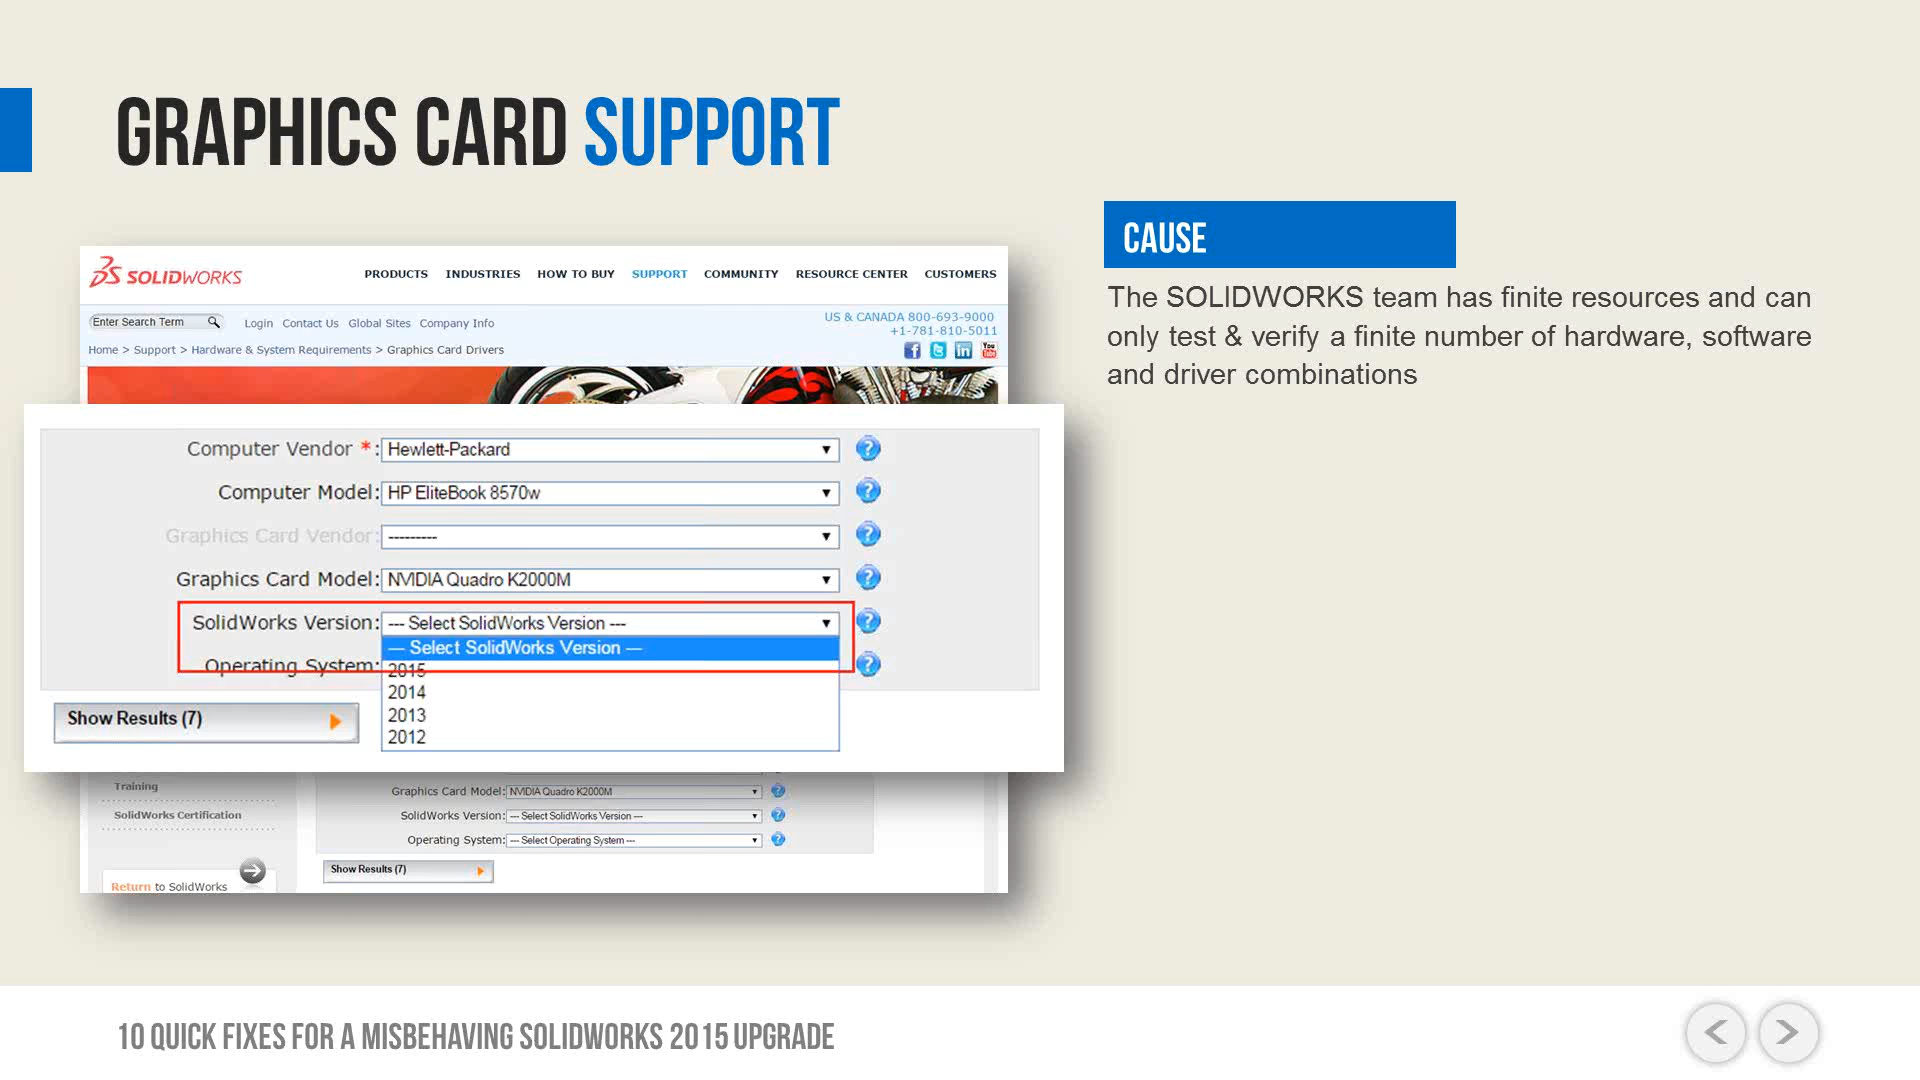 GRAPHICS CARD SUPPORT
CAUSE
The SOLIDWORKS team has finite resources and can
only test & verify a finite number of hardware, software
and driver combinations
SOLIDWORKS
PRODUCTS INDUSTRIES HOW TO BUY SUPPORT COMMUNITY RESOURCE CENTER CUSTOMERS
Enter Search Term Login Contact Us Global Sites Company Info
US & CANADA 800-693-9000
+1-781-810-5011
Home > Support > Hardware & System Requirements > Graphics Card Drivers
Computer Vendor *: Hewlett-Packard
Computer Model: HP EliteBook 8570w
Graphics Card Vendor: ---------
Graphics Card Model: NVIDIA Quadro K2000M
SolidWorks Version: --- Select SolidWorks Version ---
--- Select SolidWorks Version ---
Operating System: 2015
2014
2013
2012
Show Results (7)
Training
SolidWorks Certification
Return to SolidWorks
Graphics Card Model: NVIDIA Quadro K2000M
SolidWorks Version: --- Select SolidWorks Version ---
Operating System: --- Select Operating System ---
Show Results (7)
10 QUICK FIXES FOR A MISBEHAVING SOLIDWORKS 2015 UPGRADE